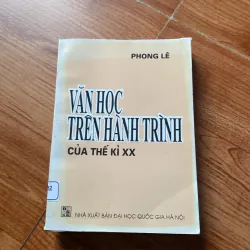 PHONG LÊ
VĂN HỌC
TRÊN HÀNH TRÌNH
CỦA THẾ KỈ XX
NHÀ XUẤT BẢN ĐẠI HỌC QUỐC GIA HÀ NỘI